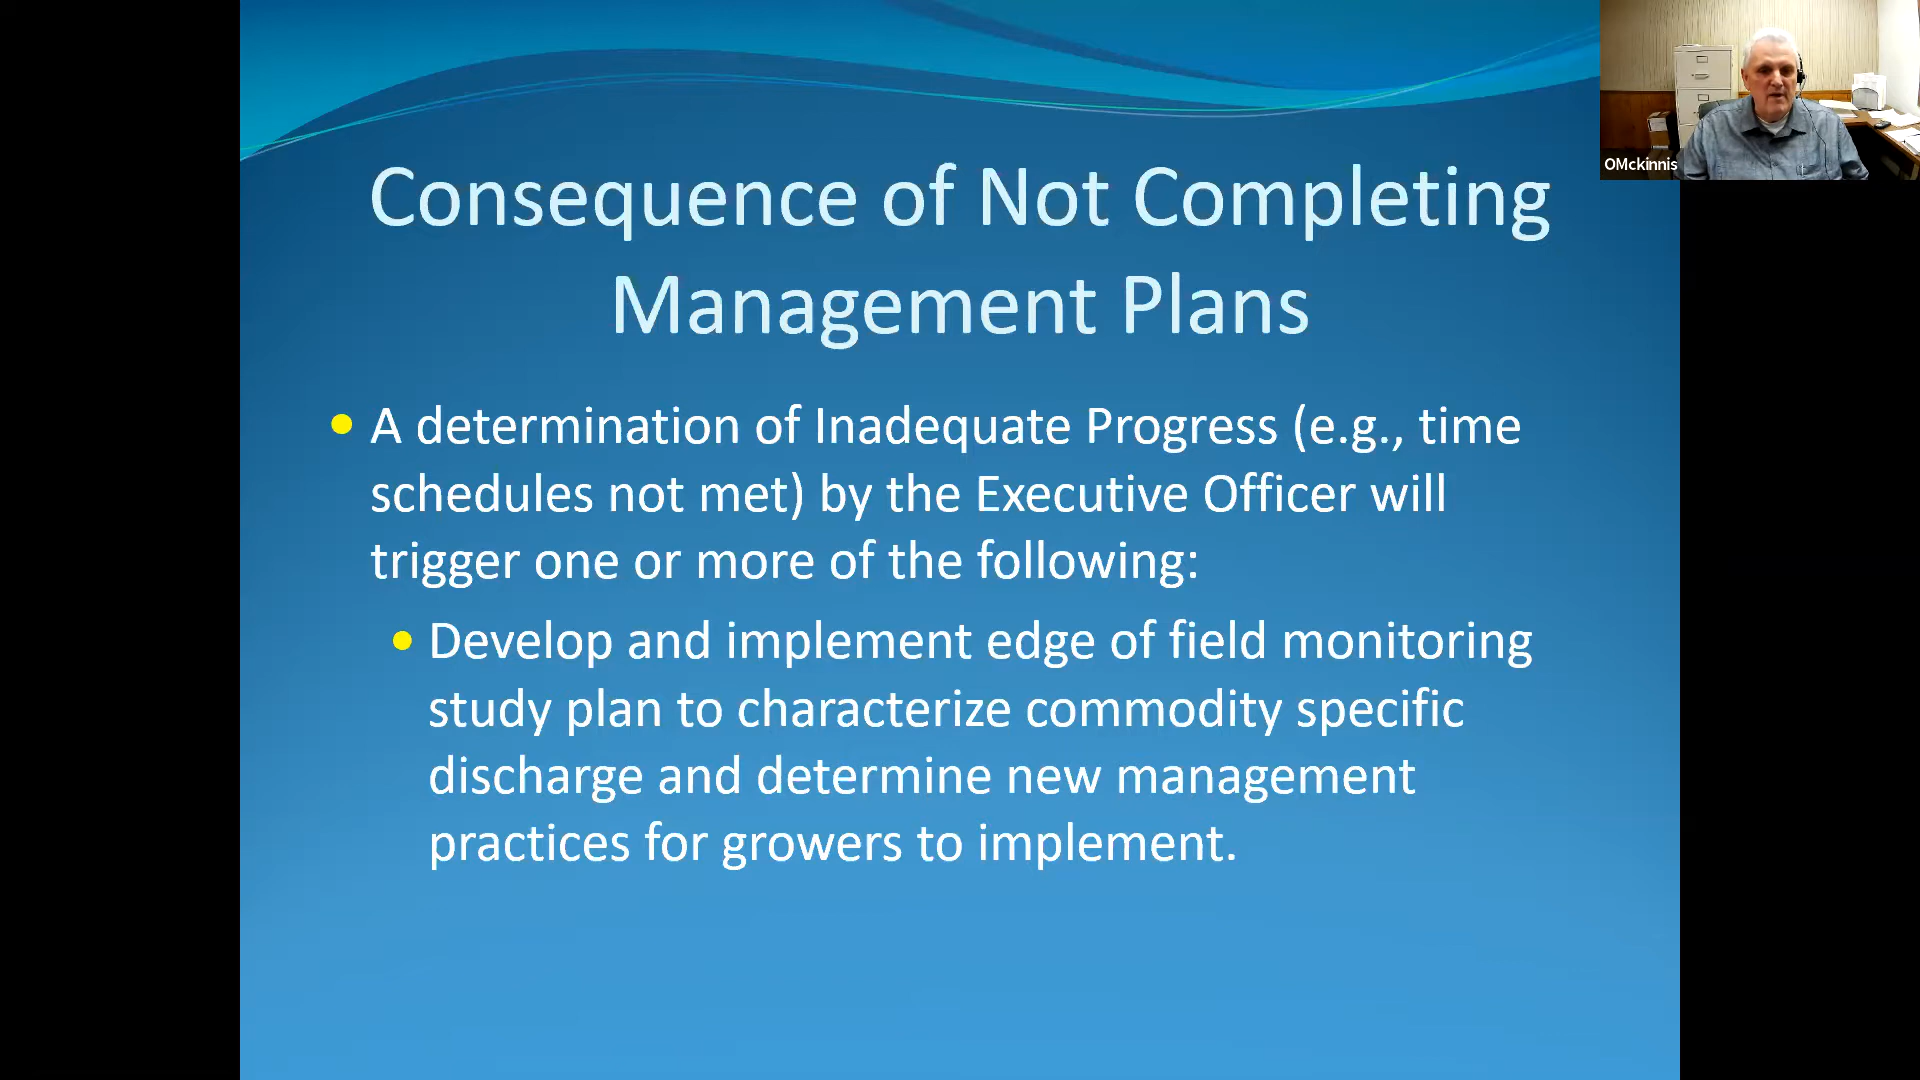 Consequence of Not Completing
Management Plans
A determination of Inadequate Progress (e.g., time
schedules not met) by the Executive Officer will
trigger one or more of the following:
Develop and implement edge of field monitoring
study plan to characterize commodity specific
discharge and determine new management
practices for growers to implement.
OMckinnis